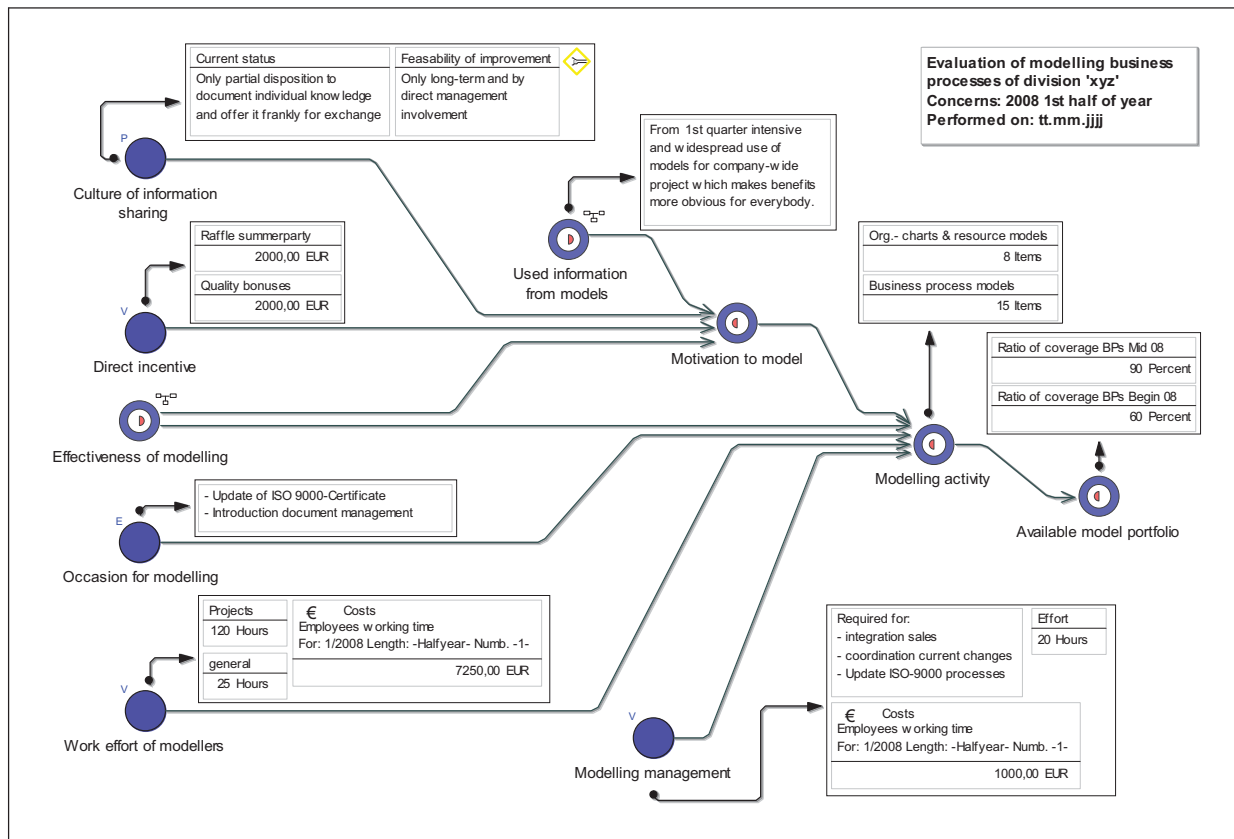 Evaluation of modelling business
processes of division 'xyz'
Concerns: 2008 1st half of year
Performed on: tt.mm.jjjj
Current status
Only partial disposition to
document individual knowledge
and offer it frankly for exchange
Feasability of improvement
Only long-term and by
direct management
involvement
P
Culture of information
sharing
From 1st quarter intensive
and widespread use of
models for company-wide
project which makes benefits
more obvious for everybody.
Used information
from models
Raffle summerparty
2000,00 EUR
Quality bonuses
2000,00 EUR
V
Direct incentive
Motivation to model
Org.- charts & resource models
8 Items
Business process models
15 Items
Ratio of coverage BPs Mid 08
90 Percent
Ratio of coverage BPs Begin 08
60 Percent
Effectiveness of modelling
Modelling activity
Available model portfolio
- Update of ISO 9000-Certificate
- Introduction document management
E
Occasion for modelling
Projects
120 Hours
general
25 Hours
€ Costs
Employees working time
For: 1/2008 Length: -Halfyear- Numb. -1-
7250,00 EUR
V
Work effort of modellers
V
Modelling management
Required for:
- integration sales
- coordination current changes
- Update ISO-9000 processes
Effort
20 Hours
€ Costs
Employees working time
For: 1/2008 Length: -Halfyear- Numb. -1-
1000,00 EUR